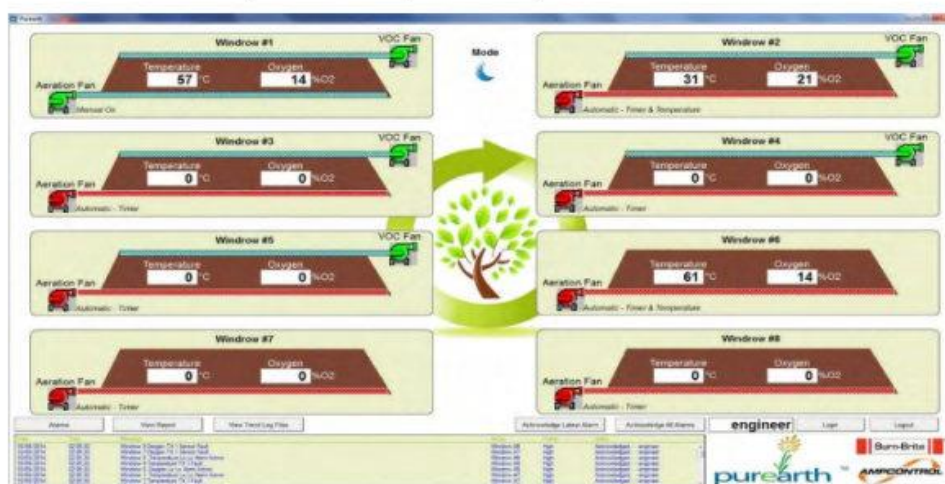 Purearth
Windrow #1
VOC Fan
Temperature
Oxygen
57 °C
14 %O2
Aeration Fan
Manual On
Mode
Windrow #2
VOC Fan
Temperature
Oxygen
31 °C
21 %O2
Aeration Fan
Automatic - Timer & Temperature
Windrow #3
VOC Fan
Temperature
Oxygen
0 °C
0 %O2
Aeration Fan
Automatic - Timer
Windrow #4
VOC Fan
Temperature
Oxygen
0 °C
0 %O2
Aeration Fan
Automatic - Timer
Windrow #5
VOC Fan
Temperature
Oxygen
0 °C
0 %O2
Aeration Fan
Automatic - Timer
Windrow #6
Temperature
Oxygen
61 °C
14 %O2
Aeration Fan
Automatic - Timer & Temperature
Windrow #7
Temperature
Oxygen
0 °C
0 %O2
Aeration Fan
Automatic - Timer
Windrow #8
Temperature
Oxygen
0 °C
0 %O2
Aeration Fan
Automatic - Timer
Alarms
View Report
View Trend Log Files
Acknowledge Latest Alarm
Acknowledge All Alarms
engineer
Login
Logout
purearth ™
Burn-Brite
AMPCONTROL